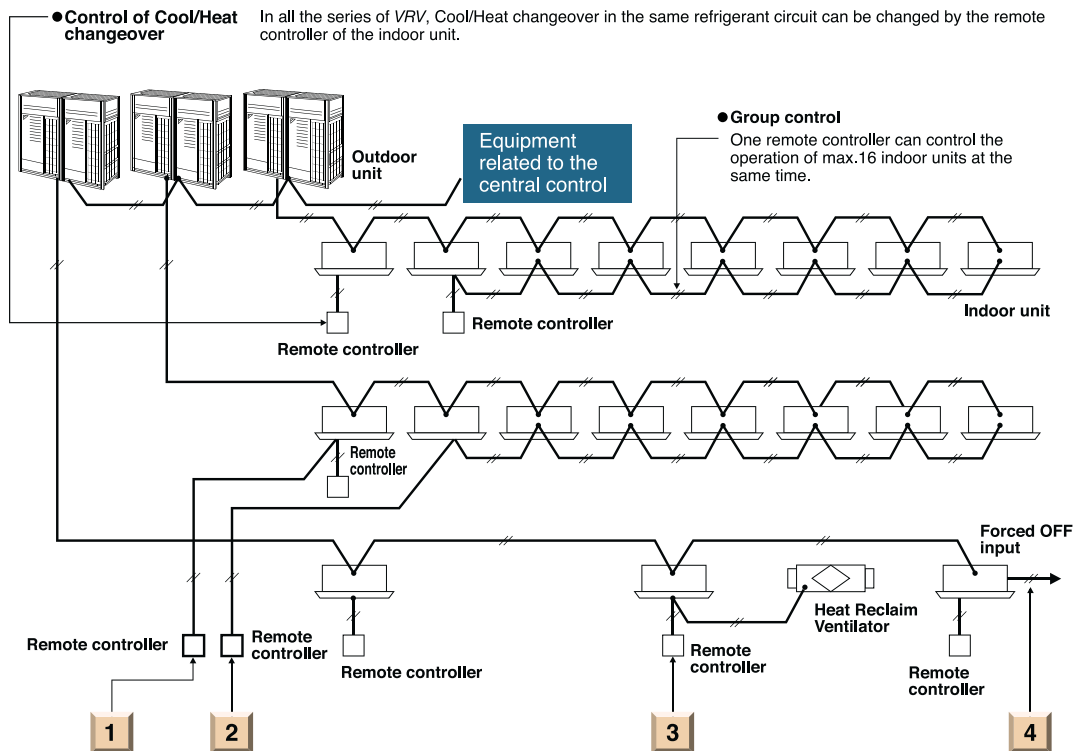 ●Control of Cool/Heat
changeover
In all the series of VRV, Cool/Heat changeover in the same refrigerant circuit can be changed by the remote
controller of the indoor unit.
Outdoor
unit
Equipment
related to the
central control
●Group control
One remote controller can control the
operation of max.16 indoor units at the
same time.
Indoor unit
Remote controller
Remote controller
Remote
controller
Forced OFF
input
Heat Reclaim
Ventilator
Remote controller
Remote
controller
Remote controller
Remote
controller
Remote
controller
1
2
3
4